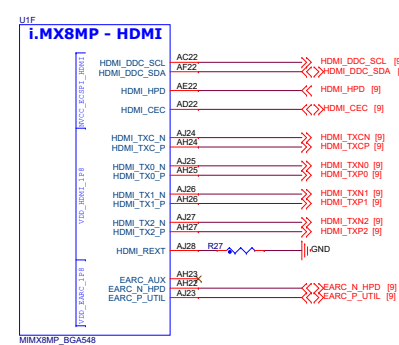 U1F
i.MX8MP - HDMI
NVCC_ECSPI_HDMI
HDMI_DDC_SCL AC22 HDMI_DDC_SCL [9]
HDMI_DDC_SDA AF22 HDMI_DDC_SDA [
HDMI_HPD AE22 HDMI_HPD [9]
HDMI_CEC AD22 HDMI_CEC [9]
VDD_HDMI_1P8
HDMI_TXC_N AJ24 HDMI_TXCN [9]
HDMI_TXC_P AH24 HDMI_TXCP [9]
HDMI_TX0_N AJ25 HDMI_TXN0 [9]
HDMI_TX0_P AH25 HDMI_TXP0 [9]
HDMI_TX1_N AJ26 HDMI_TXN1 [9]
HDMI_TX1_P AH26 HDMI_TXP1 [9]
HDMI_TX2_N AJ27 HDMI_TXN2 [9]
HDMI_TX2_P AH27 HDMI_TXP2 [9]
HDMI_REXT AJ28 R27 GND
VDD_EARC_1P8
EARC_AUX AH23
EARC_N_HPD AH22 EARC_N_HPD [9]
EARC_P_UTIL AJ23 EARC_P_UTIL [9]
MIMX8MP_BGA548